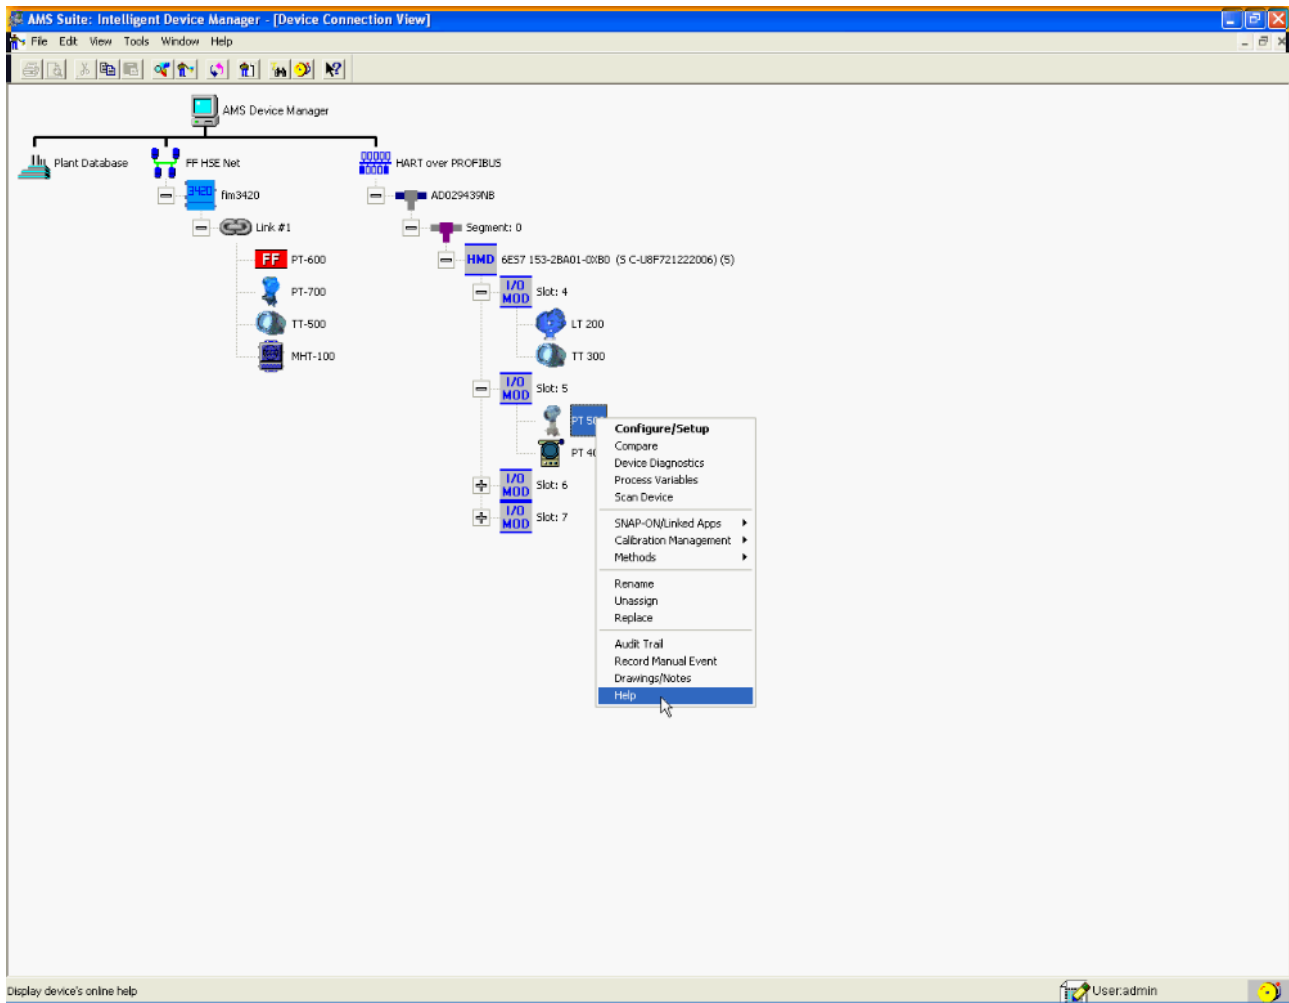 AMS Suite: Intelligent Device Manager - [Device Connection View]
File Edit View Tools Window Help
AMS Device Manager
Plant Database
FF HSE Net
HART over PROFIBUS
3420 fim3420
AD029439NB
Link #1
Segment: 0
FF PT-600
HMD 6ES7 153-2BA01-0XB0 (S C-U8F721222006) (5)
PT-700
I/O MOD Slot: 4
TT-500
LT 200
MHT-100
TT 300
I/O MOD Slot: 5
PT
PT
I/O MOD Slot: 6
I/O MOD Slot: 7
Configure/Setup
Compare
Device Diagnostics
Process Variables
Scan Device
SNAP-ON/Linked Apps
Calibration Management
Methods
Rename
Unassign
Replace
Audit Trail
Record Manual Event
Drawings/Notes
Help
Display device's online help
User:admin